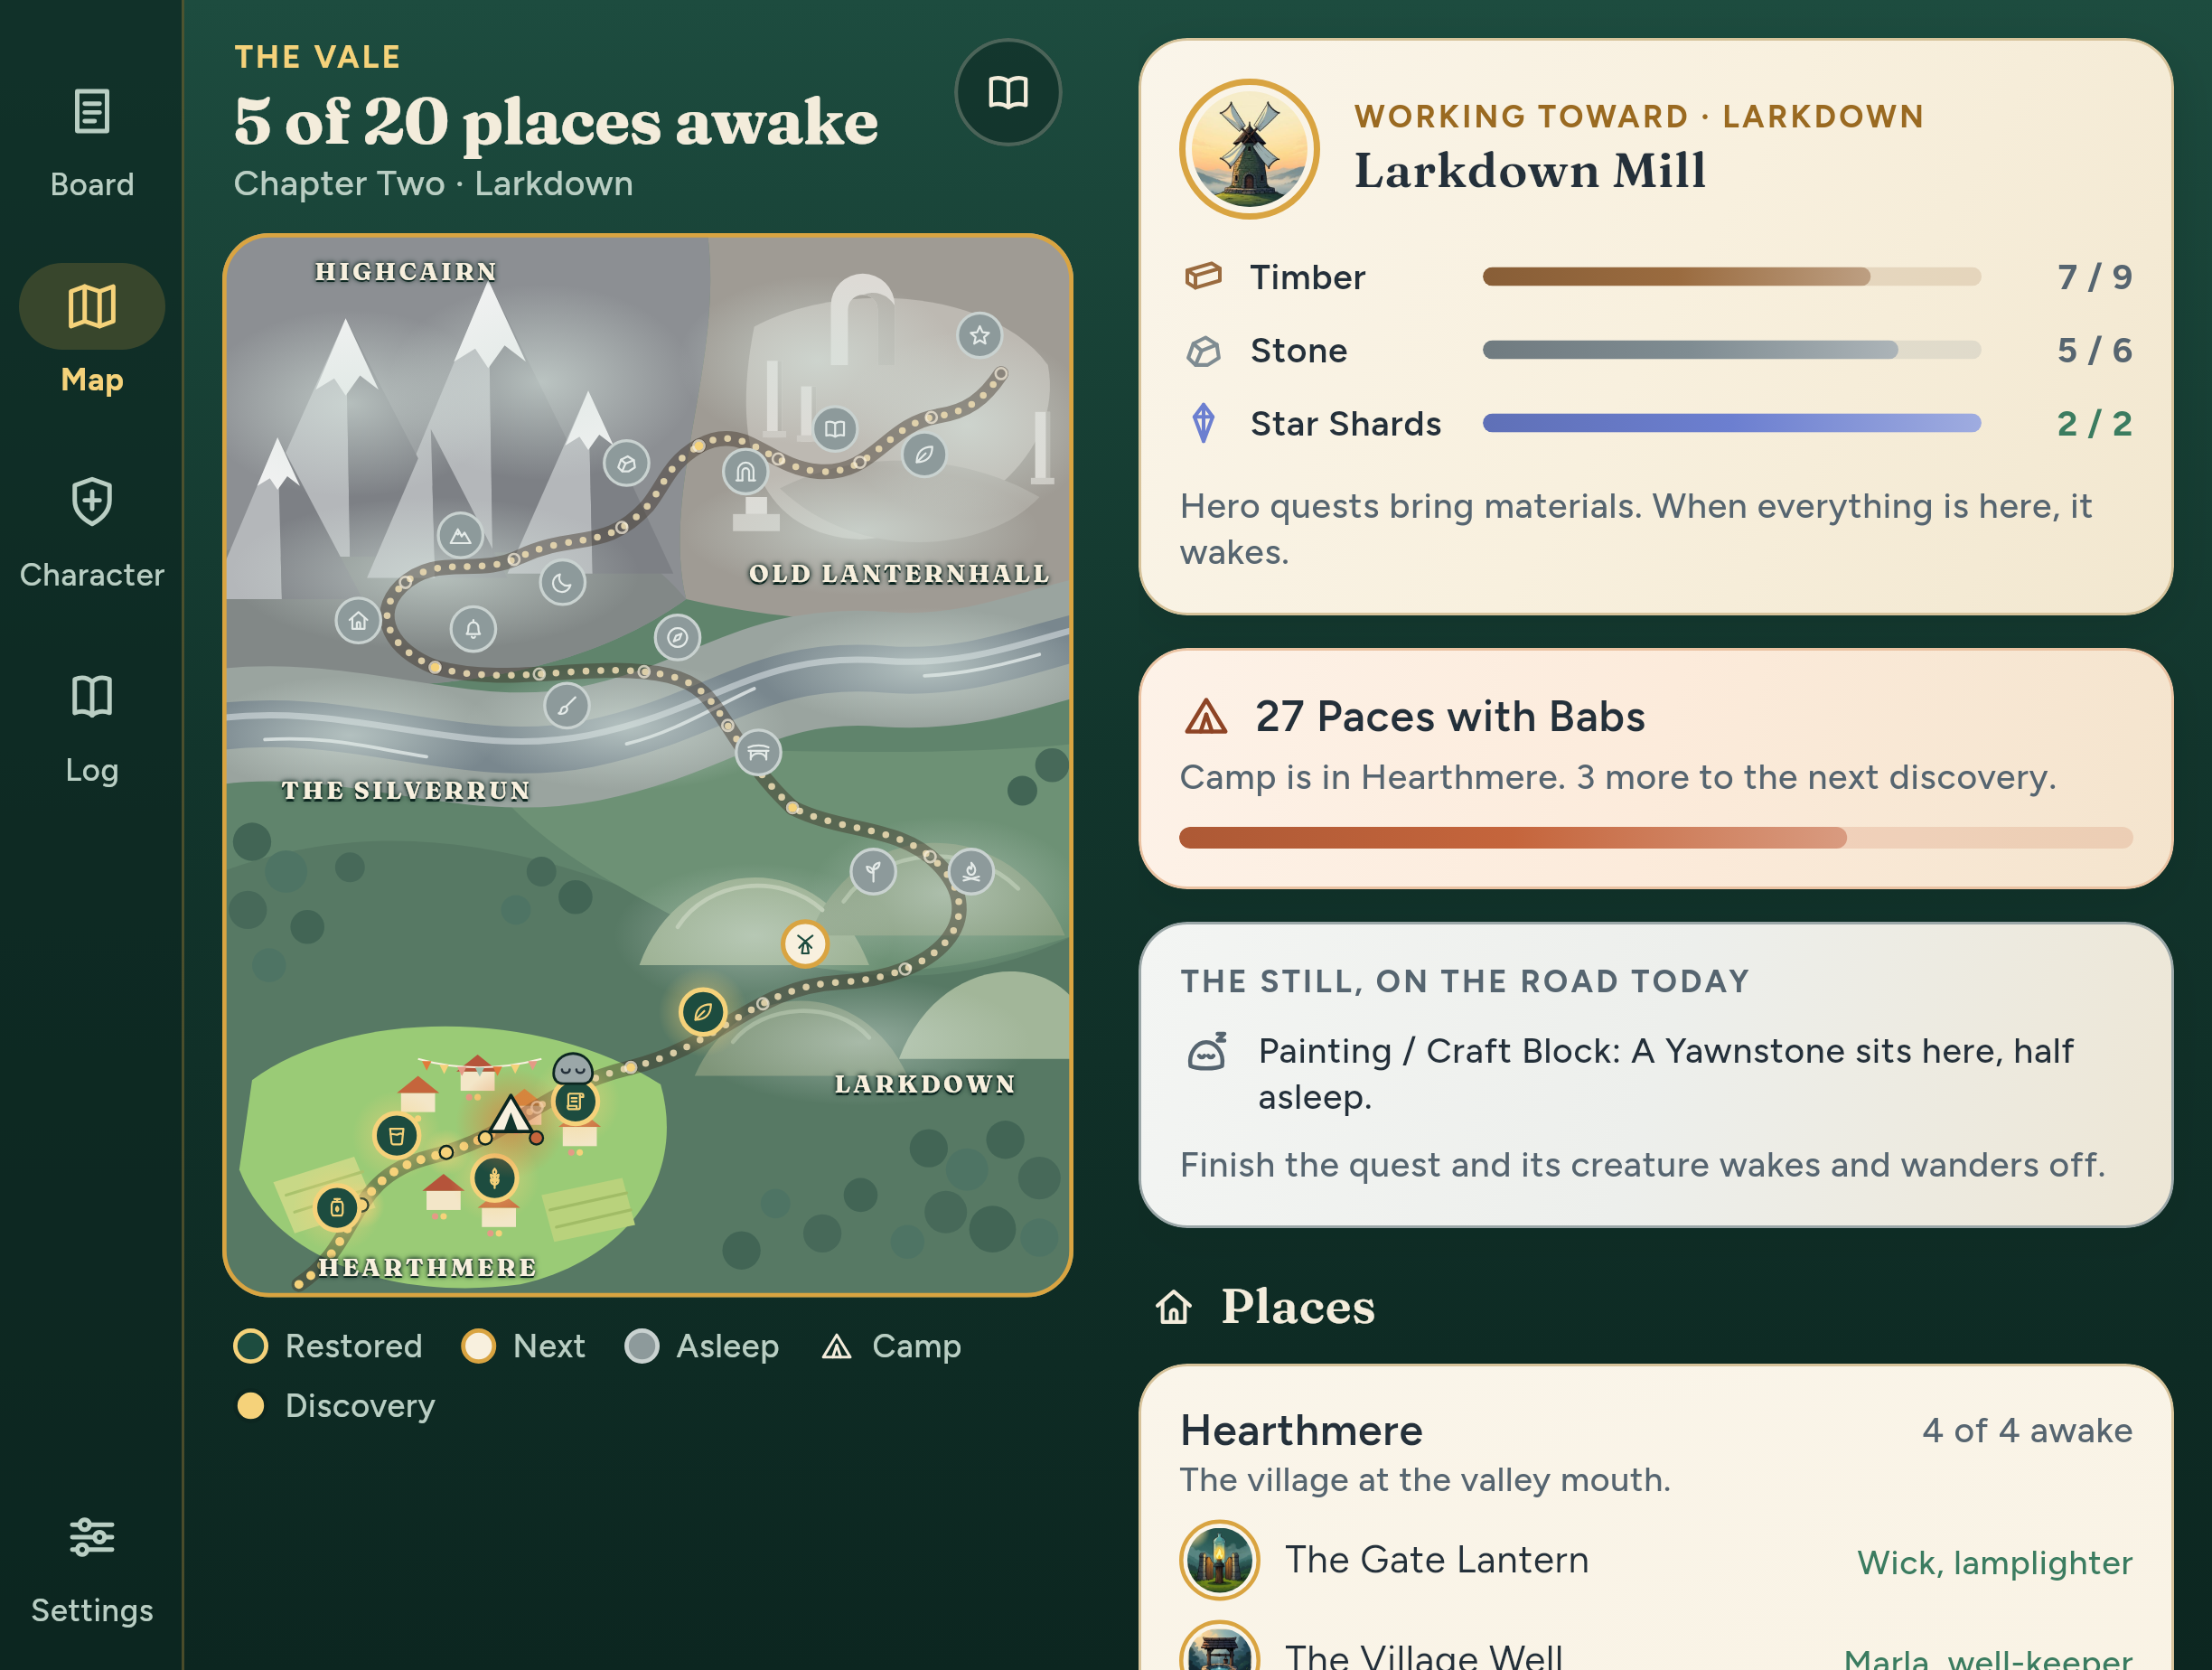 Board
Map
Character
Log
Settings
THE VALE
5 of 20 places awake
Chapter Two · Larkdown
HIGHCAIRN
OLD LANTERNHALL
THE SILVERRUN
LARKDOWN
HEARTHMERE
Restored
Next
Asleep
Camp
Discovery
WORKING TOWARD · LARKDOWN
Larkdown Mill
Timber 7 / 9
Stone 5 / 6
Star Shards 2 / 2
Hero quests bring materials. When everything is here, it
wakes.
27 Paces with Babs
Camp is in Hearthmere. 3 more to the next discovery.
THE STILL, ON THE ROAD TODAY
Painting / Craft Block: A Yawnstone sits here, half
asleep.
Finish the quest and its creature wakes and wanders off.
Places
Hearthmere 4 of 4 awake
The village at the valley mouth.
The Gate Lantern Wick, lamplighter
The Village Well Marla, well-keeper